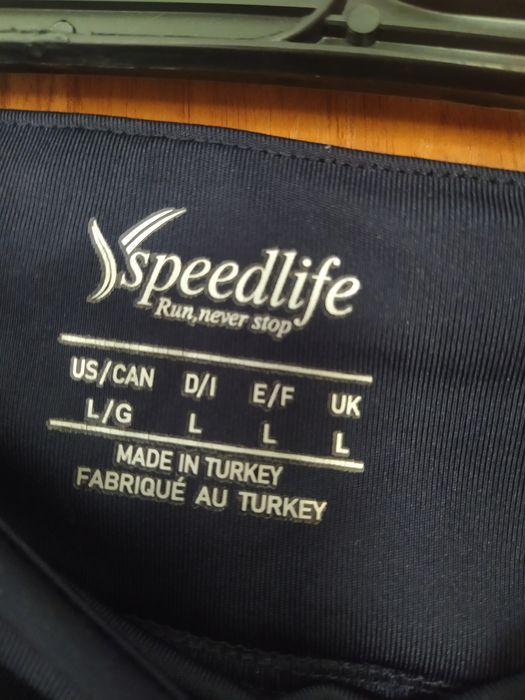 speedlife
Run, never stop
US/CAN D/I E/F UK
L/G L L L
MADE IN TURKEY
FABRIQUÉ AU TURKEY